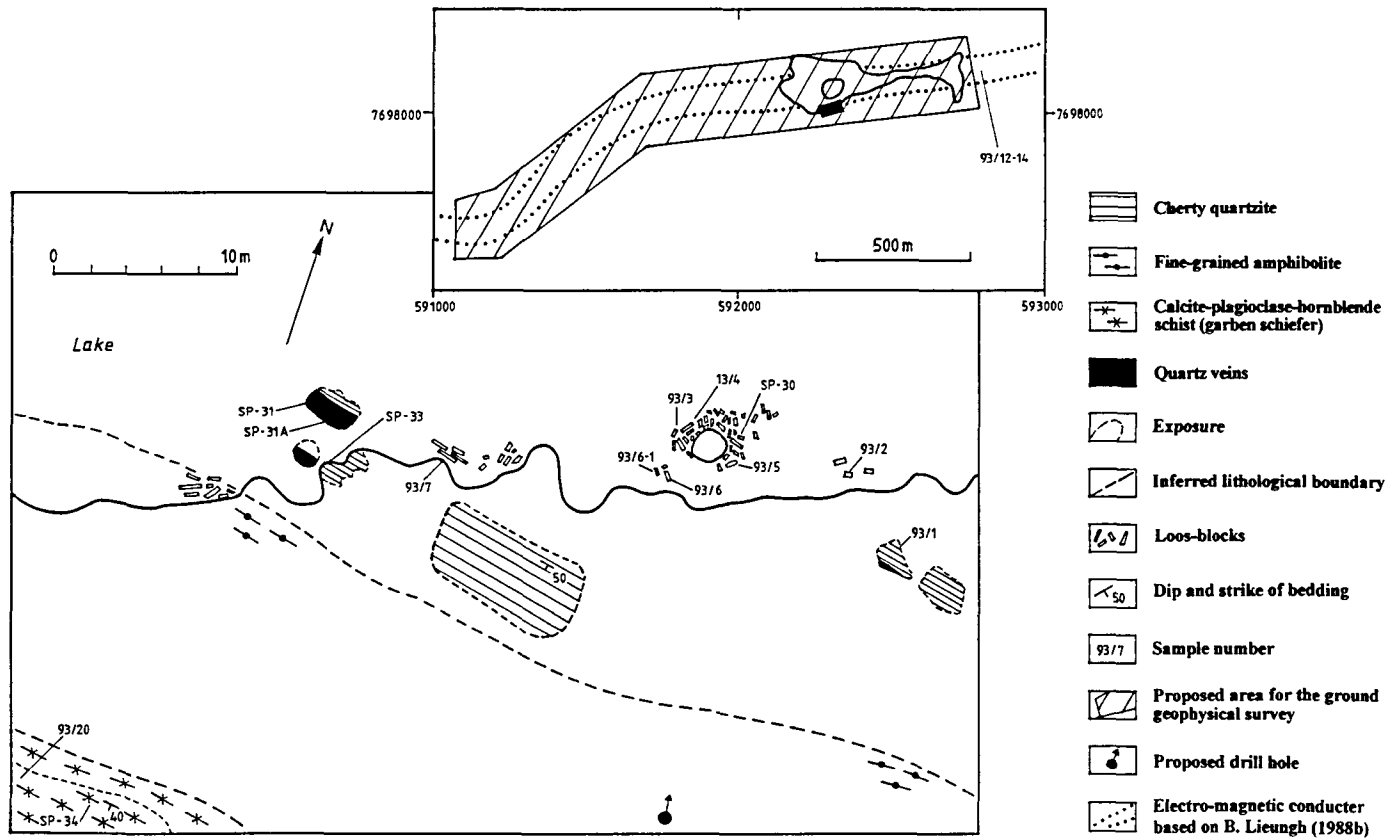 7698000
7698000
93/12-14
500 m
591000
592000
593000
0
10 m
N
Lake
SP-31
SP-31A
SP-33
93/7
93/3
13/4
SP-30
93/6-1
93/6
93/5
93/2
93/1
50
93/20
SP-34
40
Cherty quartzite
Fine-grained amphibolite
Calcite-plagioclase-hornblende
schist (garben schiefer)
Quartz veins
Exposure
Inferred lithological boundary
Loos-blocks
50
Dip and strike of bedding
93/7
Sample number
Proposed area for the ground
geophysical survey
Proposed drill hole
Electro-magnetic conducter
based on B. Lieungh (1988b)